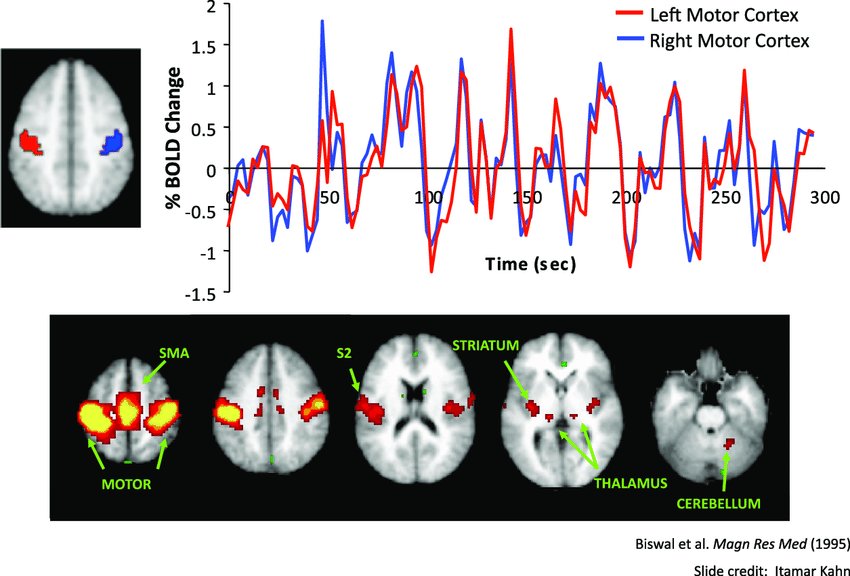 2
1.5
1
0.5
0
-0.5
-1
-1.5
% BOLD Change
Left Motor Cortex
Right Motor Cortex
0 50 100 150 200 250 300
Time (sec)
SMA
S2
STRIATUM
MOTOR
THALAMUS
CEREBELLUM
Biswal et al. Magn Res Med (1995)
Slide credit: Itamar Kahn